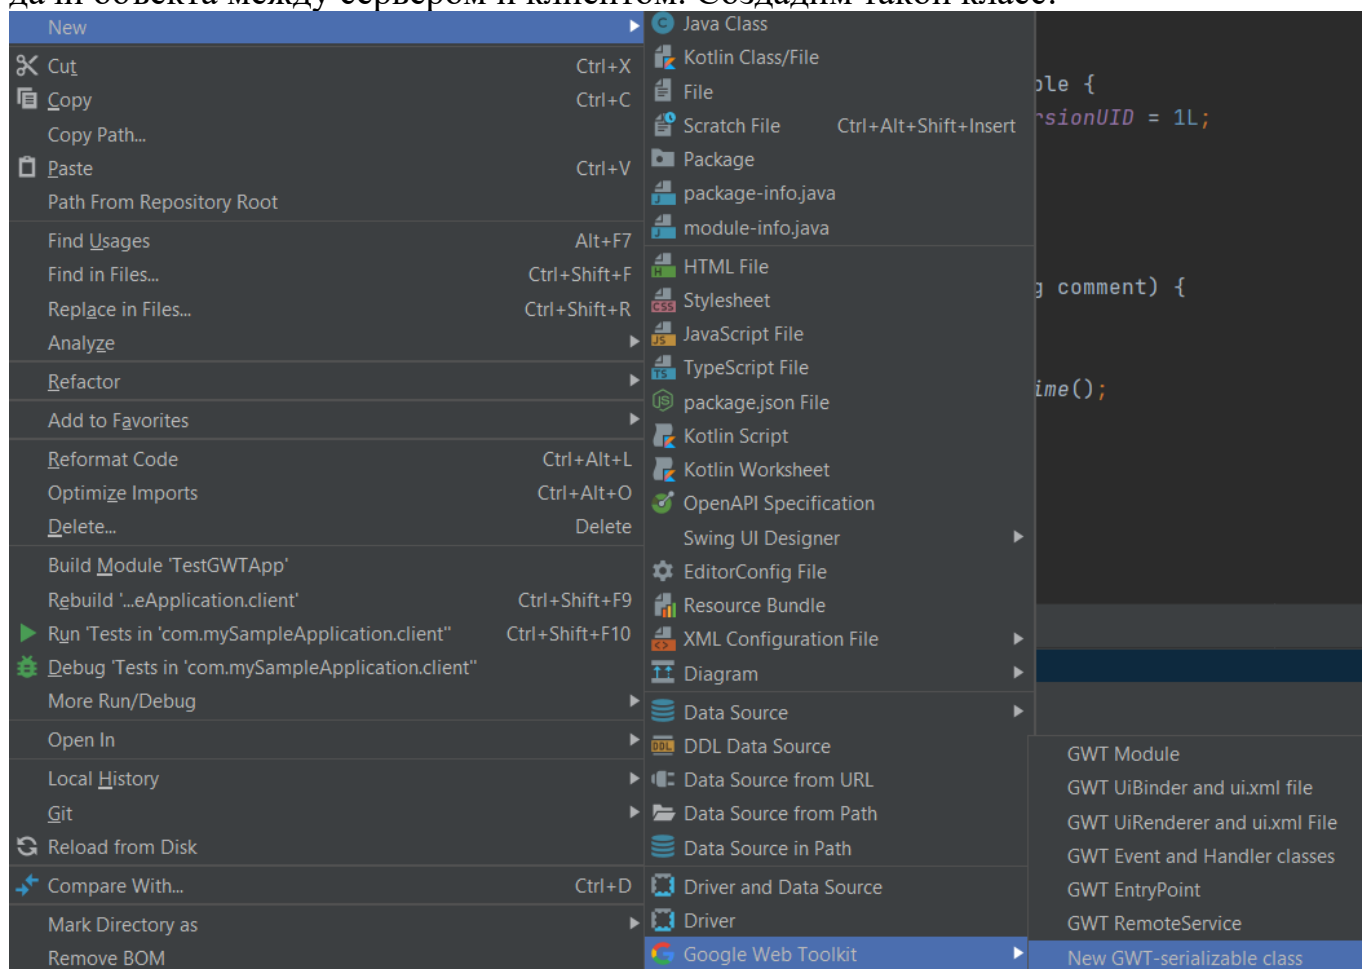 дачи объекта между сервером и клиентом. Создадим такой класс:
New
Cut Ctrl+X
Copy Ctrl+C
Copy Path...
Paste Ctrl+V
Path From Repository Root
Find Usages Alt+F7
Find in Files... Ctrl+Shift+F
Replace in Files... Ctrl+Shift+R
Analyze
Refactor
Add to Favorites
Reformat Code Ctrl+Alt+L
Optimize Imports Ctrl+Alt+O
Delete... Delete
Build Module 'TestGWTApp'
Rebuild '...eApplication.client' Ctrl+Shift+F9
Run 'Tests in 'com.mySampleApplication.client'' Ctrl+Shift+F10
Debug 'Tests in 'com.mySampleApplication.client''
More Run/Debug
Open In
Local History
Git
Reload from Disk
Compare With... Ctrl+D
Mark Directory as
Remove BOM
Java Class
Kotlin Class/File
File
Scratch File Ctrl+Alt+Shift+Insert
Package
package-info.java
module-info.java
HTML File
Stylesheet
JavaScript File
TypeScript File
package.json File
Kotlin Script
Kotlin Worksheet
OpenAPI Specification
Swing UI Designer
EditorConfig File
Resource Bundle
XML Configuration File
Diagram
Data Source
DDL Data Source
Data Source from URL
Data Source from Path
Data Source in Path
Driver and Data Source
Driver
Google Web Toolkit
GWT Module
GWT UiBinder and ui.xml file
GWT UiRenderer and ui.xml File
GWT Event and Handler classes
GWT EntryPoint
GWT RemoteService
New GWT-serializable class
ble {
rsionUID = 1L;
g comment) {
ime();